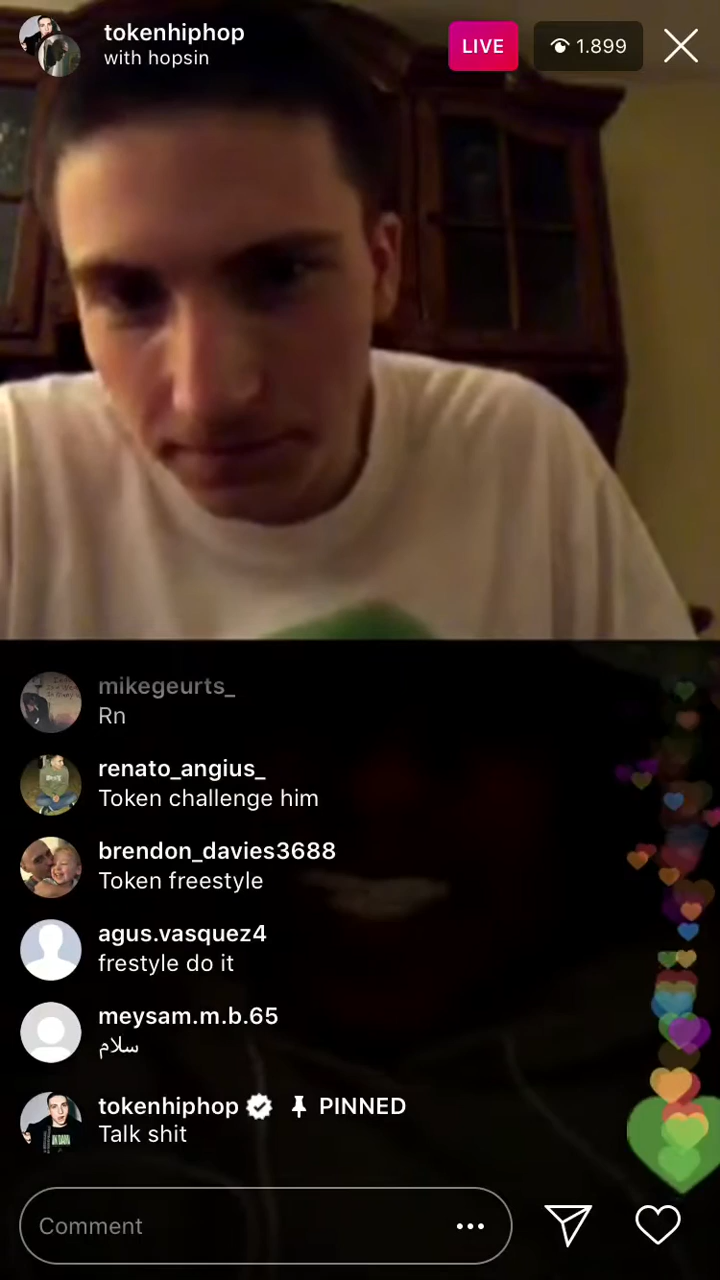 tokenhiphop
with hopsin
LIVE
1.899
mikegeurts_
Rn
renato_angius_
Token challenge him
brendon_davies3688
Token freestyle
agus.vasquez4
frestyle do it
meysam.m.b.65
سلام
tokenhiphop PINNED
Talk shit
Comment